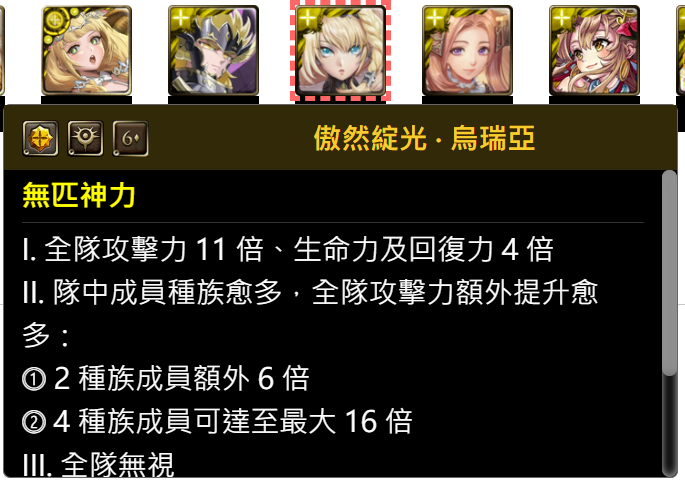 6
傲然綻光 · 烏瑞亞
無匹神力
I. 全隊攻擊力 11 倍、生命力及回復力 4 倍
II. 隊中成員種族愈多，全隊攻擊力額外提升愈
多：
① 2 種族成員額外 6 倍
② 4 種族成員可達至最大 16 倍
III. 全隊無視